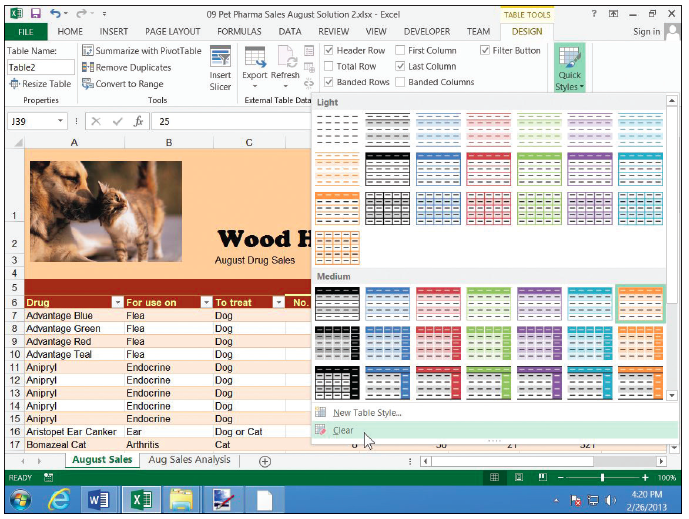 09 Pet Pharma Sales August Solution 2.xlsx - Excel
TABLE TOOLS
FILE HOME INSERT PAGE LAYOUT FORMULAS DATA REVIEW VIEW DEVELOPER TEAM DESIGN Sign in
Table Name:
Table2
Resize Table
Properties
Summarize with PivotTable
Remove Duplicates
Convert to Range
Tools
Insert
Slicer
Export Refresh
External Table Data
Header Row First Column Filter Button
Total Row Last Column
Banded Rows Banded Columns
Quick
Styles
J39 fx 25
Light
Medium
New Table Style...
Clear
A B C
1
2
3
4
5
6
Wood H
August Drug Sales
Drug For use on To treat No.
7 Advantage Blue Flea Dog
8 Advantage Green Flea Dog
9 Advantage Red Flea Dog
10 Advantage Teal Flea Dog
11 Anipryl Endocrine Dog
12 Anipryl Endocrine Dog
13 Anipryl Endocrine Dog
14 Anipryl Endocrine Dog
15 Anipryl Endocrine Dog
16 Aristopet Ear Canker Ear Dog or Cat
17 Bomazeal Cat Arthritis Cat
August Sales Aug Sales Analysis
READY 100%
4:20 PM
2/26/2013